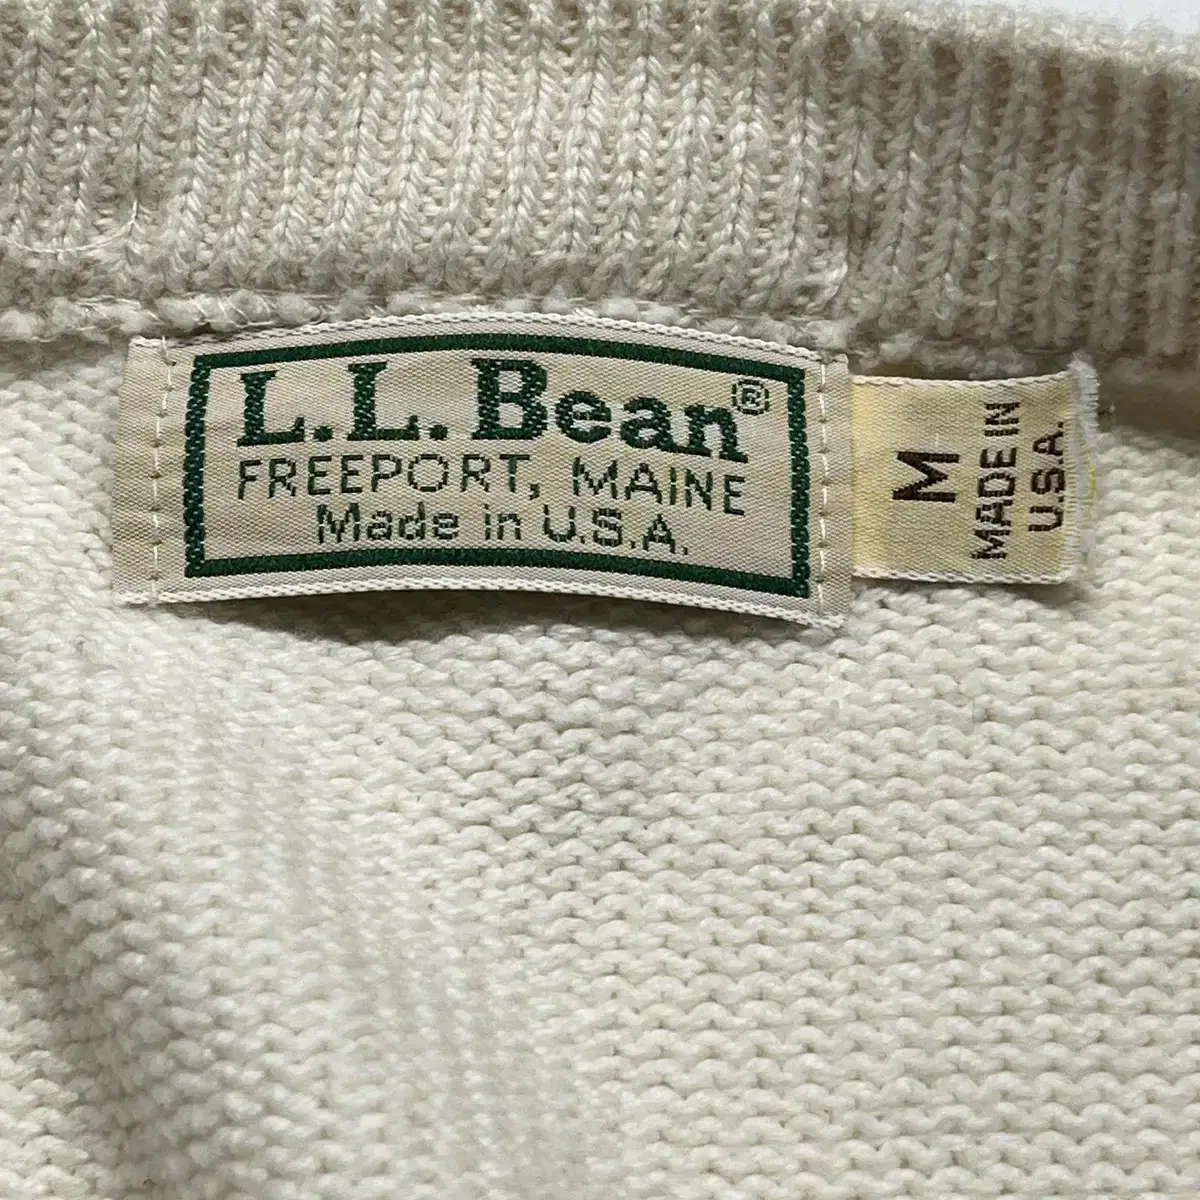 L.L.Bean®
FREEPORT, MAINE
Made in U.S.A.
M
MADE IN
U.S.A.